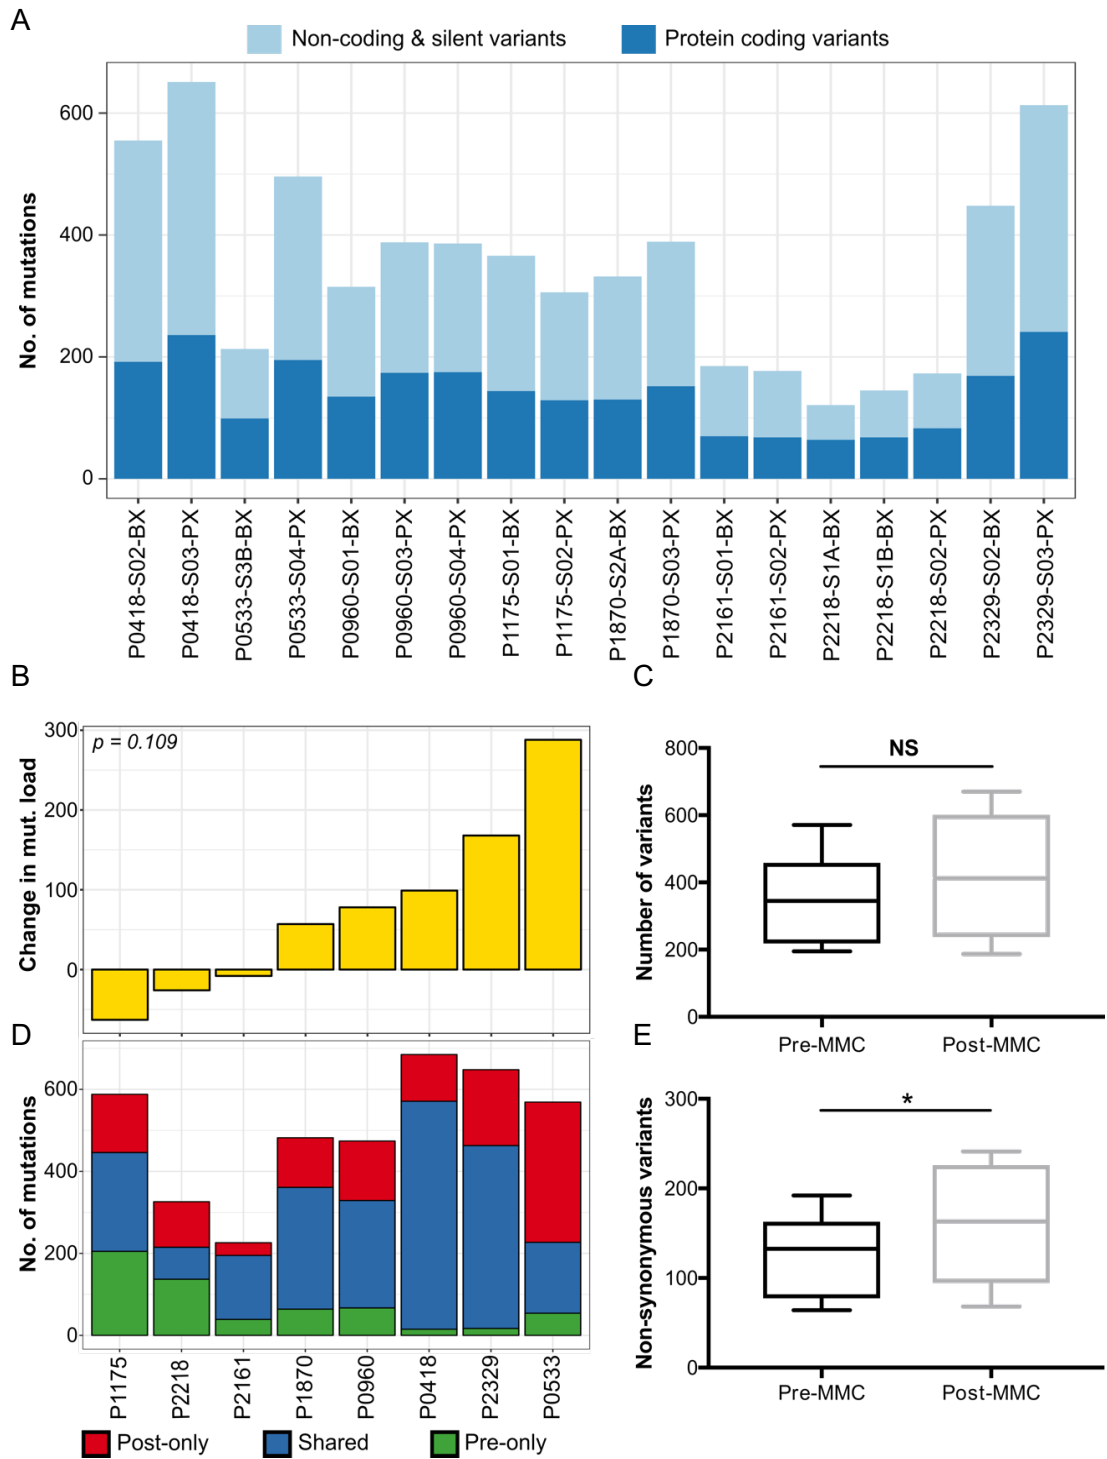 A
Non-coding & silent variants
Protein coding variants
No. of mutations
600
400
200
0
P0418-S02-BX
P0418-S03-PX
P0533-S3B-BX
P0533-S04-PX
P0960-S01-BX
P0960-S03-PX
P0960-S04-PX
P1175-S01-BX
P1175-S02-PX
P1870-S2A-BX
P1870-S03-PX
P2161-S01-BX
P2161-S02-PX
P2218-S1A-BX
P2218-S1B-BX
P2218-S02-PX
P2329-S02-BX
P2329-S03-PX
B
Change in mut. load
300
200
100
0
p = 0.109
C
Number of variants
800
600
400
200
0
NS
Pre-MMC
Post-MMC
D
No. of mutations
600
400
200
0
P1175
P2218
P2161
P1870
P0960
P0418
P2329
P0533
Post-only
Shared
Pre-only
E
Non-synonymous variants
300
200
100
0
*
Pre-MMC
Post-MMC